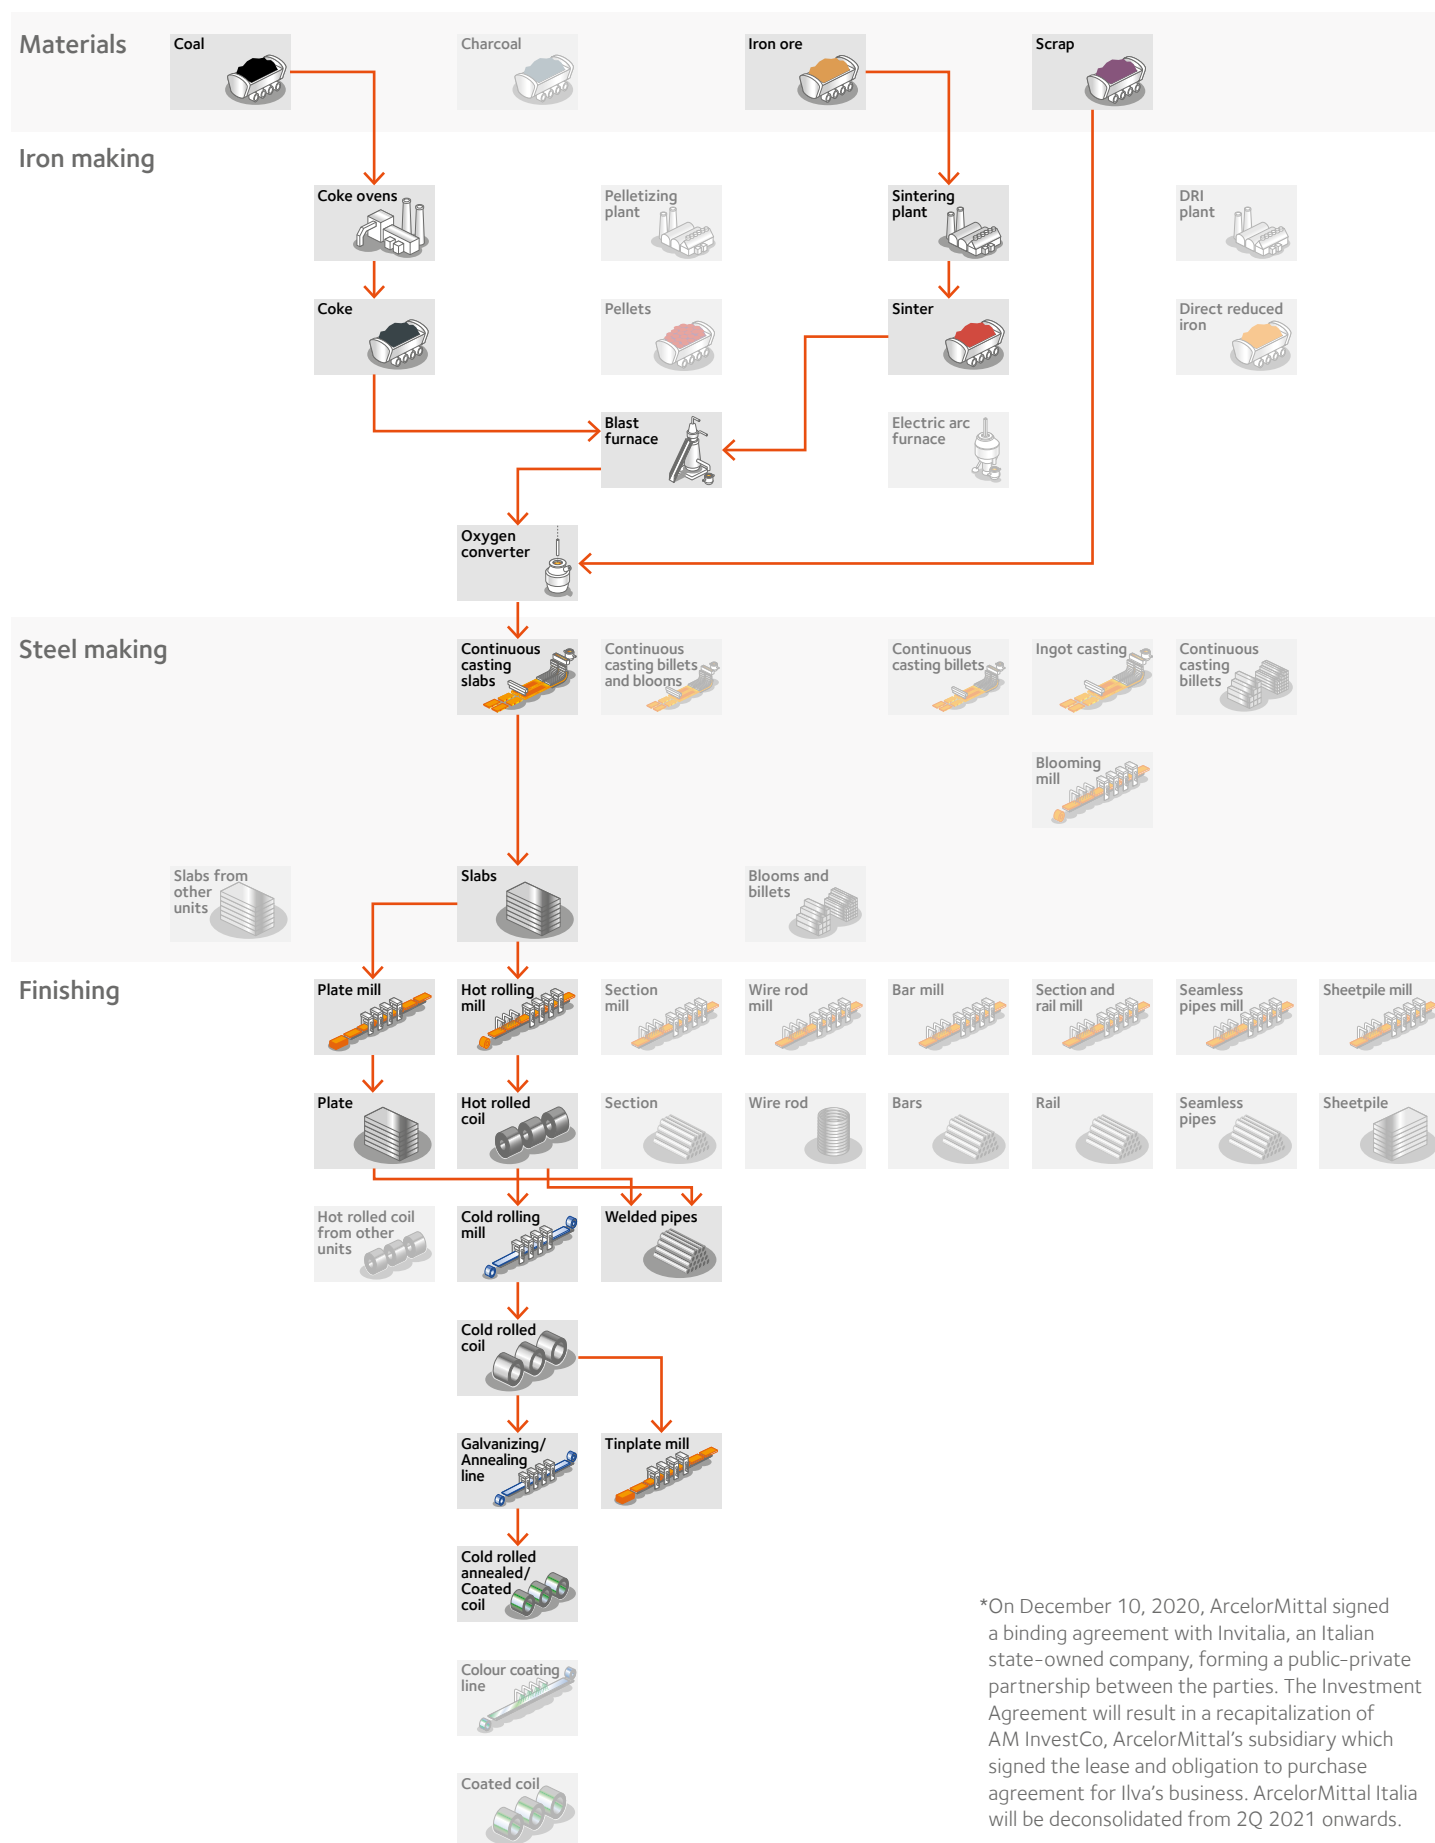 Materials
Coal
Charcoal
Iron ore
Scrap
Iron making
Coke ovens
Pelletizing
plant
Sintering
plant
DRI
plant
Coke
Pellets
Sinter
Direct reduced
iron
Blast
furnace
Electric arc
furnace
Oxygen
converter
Steel making
Continuous
casting
slabs
Continuous
casting billets
and blooms
Continuous
casting billets
Ingot casting
Continuous
casting
billets
Blooming
mill
Slabs from
other
units
Slabs
Blooms and
billets
Finishing
Plate mill
Hot rolling
mill
Section
mill
Wire rod
mill
Bar mill
Section and
rail mill
Seamless
pipes mill
Sheetpile mill
Plate
Hot rolled
coil
Section
Wire rod
Bars
Rail
Seamless
pipes
Sheetpile
Hot rolled coil
from other
units
Cold rolling
mill
Welded pipes
Cold rolled
coil
Galvanizing/
Annealing
line
Tinplate mill
Cold rolled
annealed/
Coated
coil
Colour coating
line
Coated coil
*On December 10, 2020, ArcelorMittal signed
a binding agreement with Invitalia, an Italian
state-owned company, forming a public-private
partnership between the parties. The Investment
Agreement will result in a recapitalization of
AM InvestCo, ArcelorMittal’s subsidiary which
signed the lease and obligation to purchase
agreement for Ilva’s business. ArcelorMittal Italia
will be deconsolidated from 2Q 2021 onwards.